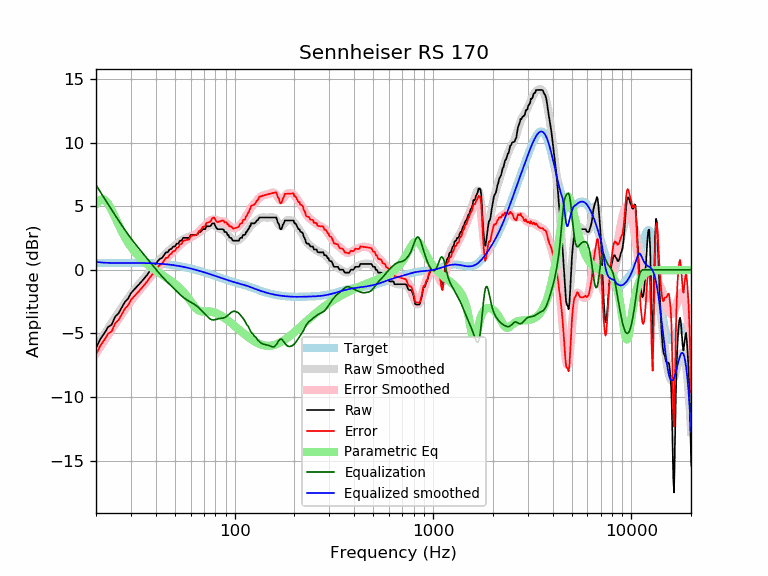 Sennheiser RS 170
15
10
5
0
−5
−10
−15
Amplitude (dBr)
Target
Raw Smoothed
Error Smoothed
Raw
Error
Parametric Eq
Equalization
Equalized smoothed
100 1000 10000
Frequency (Hz)